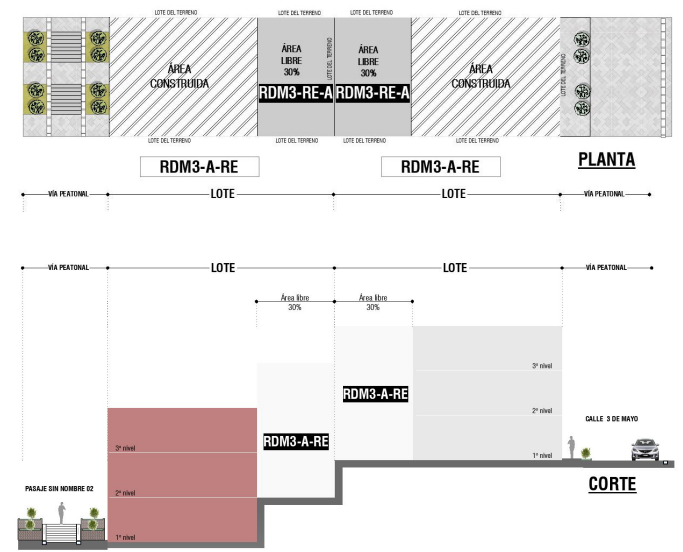 LOTE DEL TERRENO
LOTE DEL TERRENO
LOTE DEL TERRENO
LOTE DEL TERRENO
ÁREA
CONSTRUIDA
ÁREA
LIBRE
30%
RDM3-RE-A
LOTE DEL TERRENO
ÁREA
LIBRE
30%
RDM3-RE-A
ÁREA
CONSTRUIDA
LOTE DEL TERRENO
LOTE DEL TERRENO
LOTE DEL TERRENO
LOTE DEL TERRENO
LOTE DEL TERRENO
RDM3-A-RE
RDM3-A-RE
PLANTA
VÍA PEATONAL
LOTE
LOTE
VÍA PEATONAL
VÍA PEATONAL
LOTE
LOTE
VÍA PEATONAL
Área libre
30%
Área libre
30%
3º nivel
RDM3-A-RE
2º nivel
CALLE 3 DE MAYO
RDM3-A-RE
3º nivel
1º nivel
CORTE
PASAJE SIN NOMBRE 02
2º nivel
1º nivel